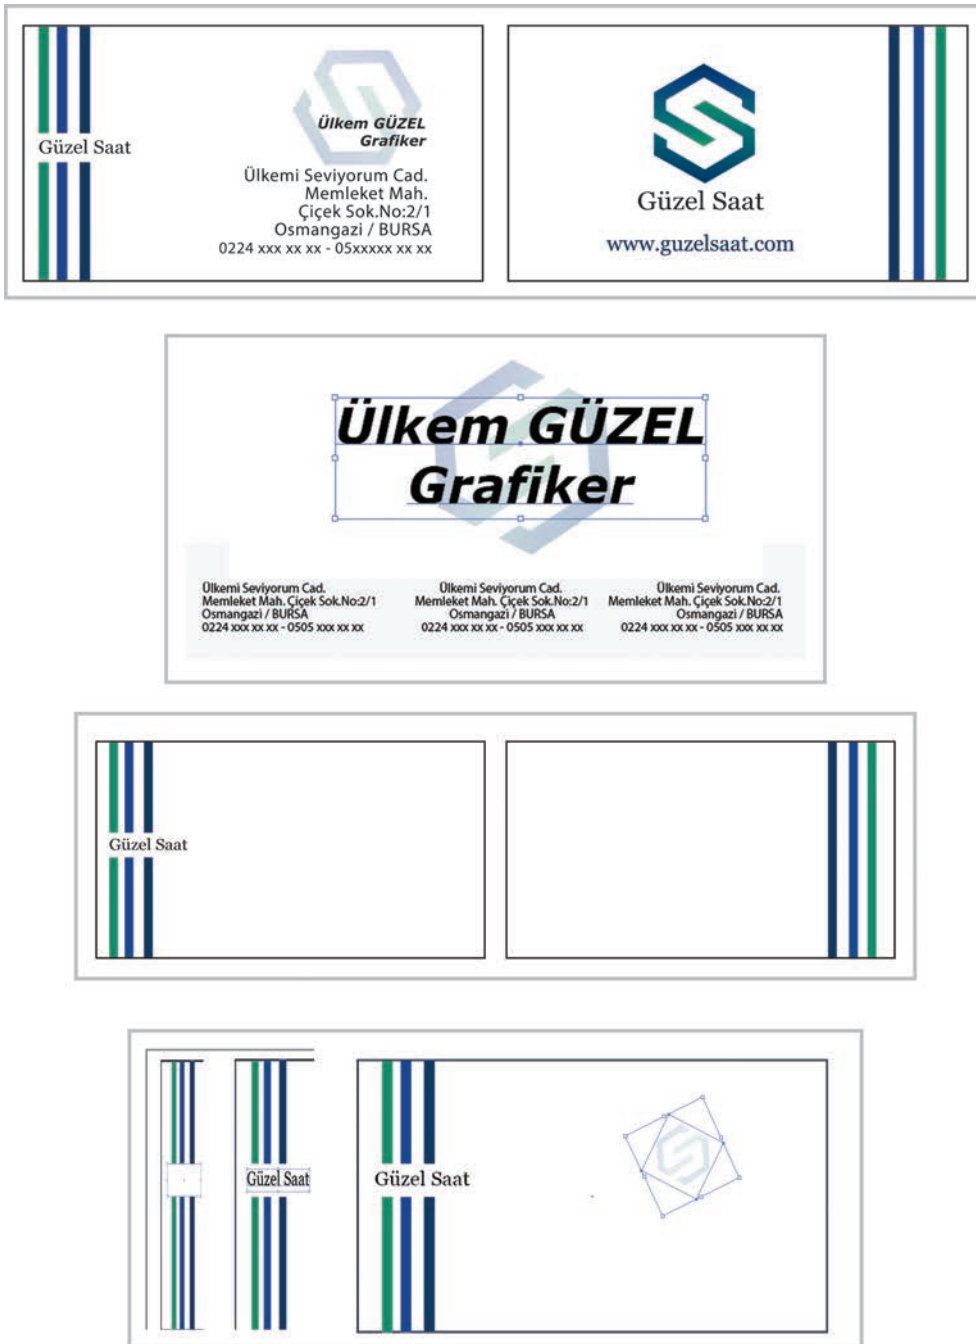 Güzel Saat
Ülkem GÜZEL
Grafiker
Ülkemi Seviyorum Cad.
Memleket Mah.
Çiçek Sok.No:2/1
Osmangazi / BURSA
0224 xxx xx xx - 05xxxxx xx xx
Güzel Saat
www.guzelsaat.com
Ülkem GÜZEL
Grafiker
Ülkemi Seviyorum Cad.
Memleket Mah. Çiçek Sok.No:2/1
Osmangazi / BURSA
0224 xxx xx xx - 0505 xxx xx xx
Ülkemi Seviyorum Cad.
Memleket Mah. Çiçek Sok.No:2/1
Osmangazi / BURSA
0224 xxx xx xx - 0505 xxx xx xx
Ülkemi Seviyorum Cad.
Memleket Mah. Çiçek Sok.No:2/1
Osmangazi / BURSA
0224 xxx xx xx - 0505 xxx xx xx
Güzel Saat
Güzel Saat
Güzel Saat